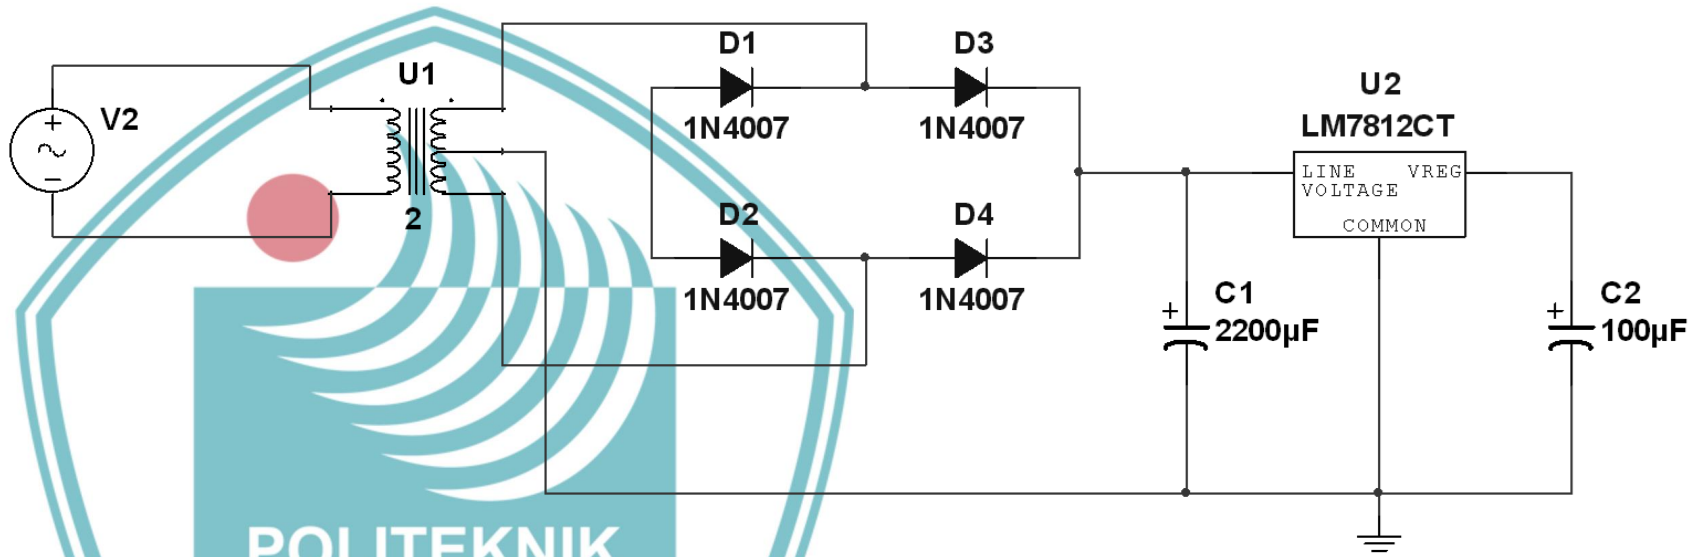 V2
U1
2
D1
1N4007
D3
1N4007
D2
1N4007
D4
1N4007
U2
LM7812CT
LINE VREG
VOLTAGE
COMMON
C1
2200µF
C2
100µF
POLITEKNIK